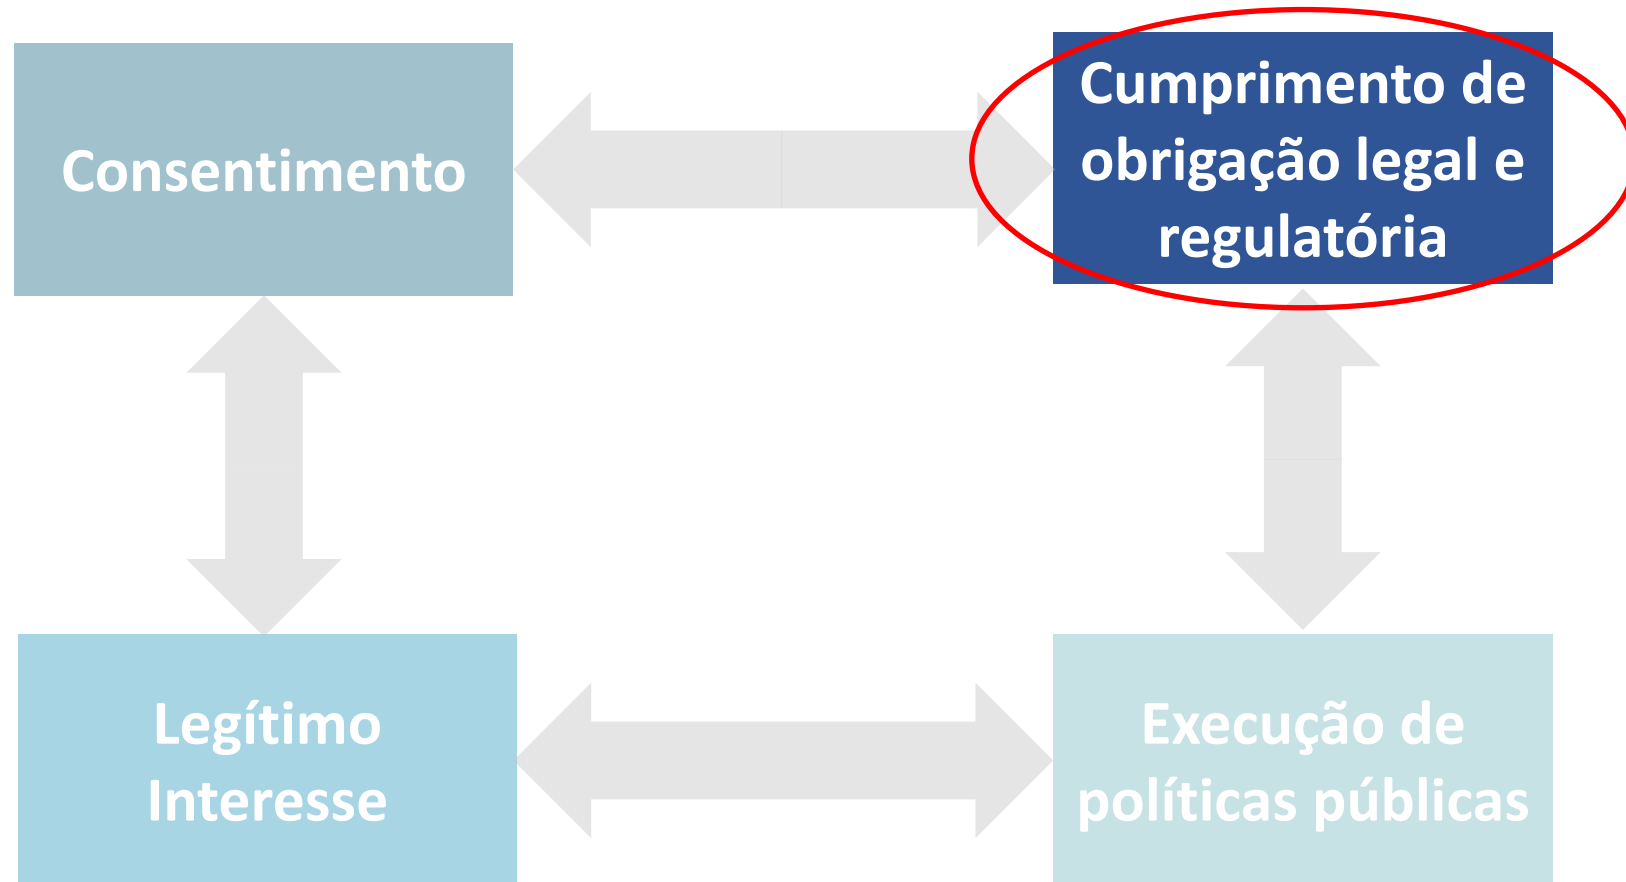 Consentimento
Cumprimento de
obrigação legal e
regulatória
Legítimo
Interesse
Execução de
políticas públicas